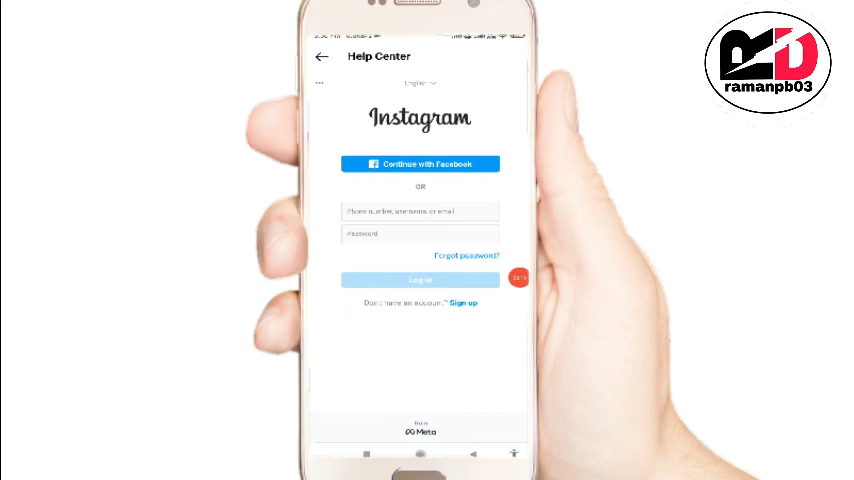 ramanpb03
Help Center
English
Instagram
Continue with Facebook
OR
Phone number, username, or email
Password
Forgot password?
Log in
Don't have an account? Sign up
from
Meta